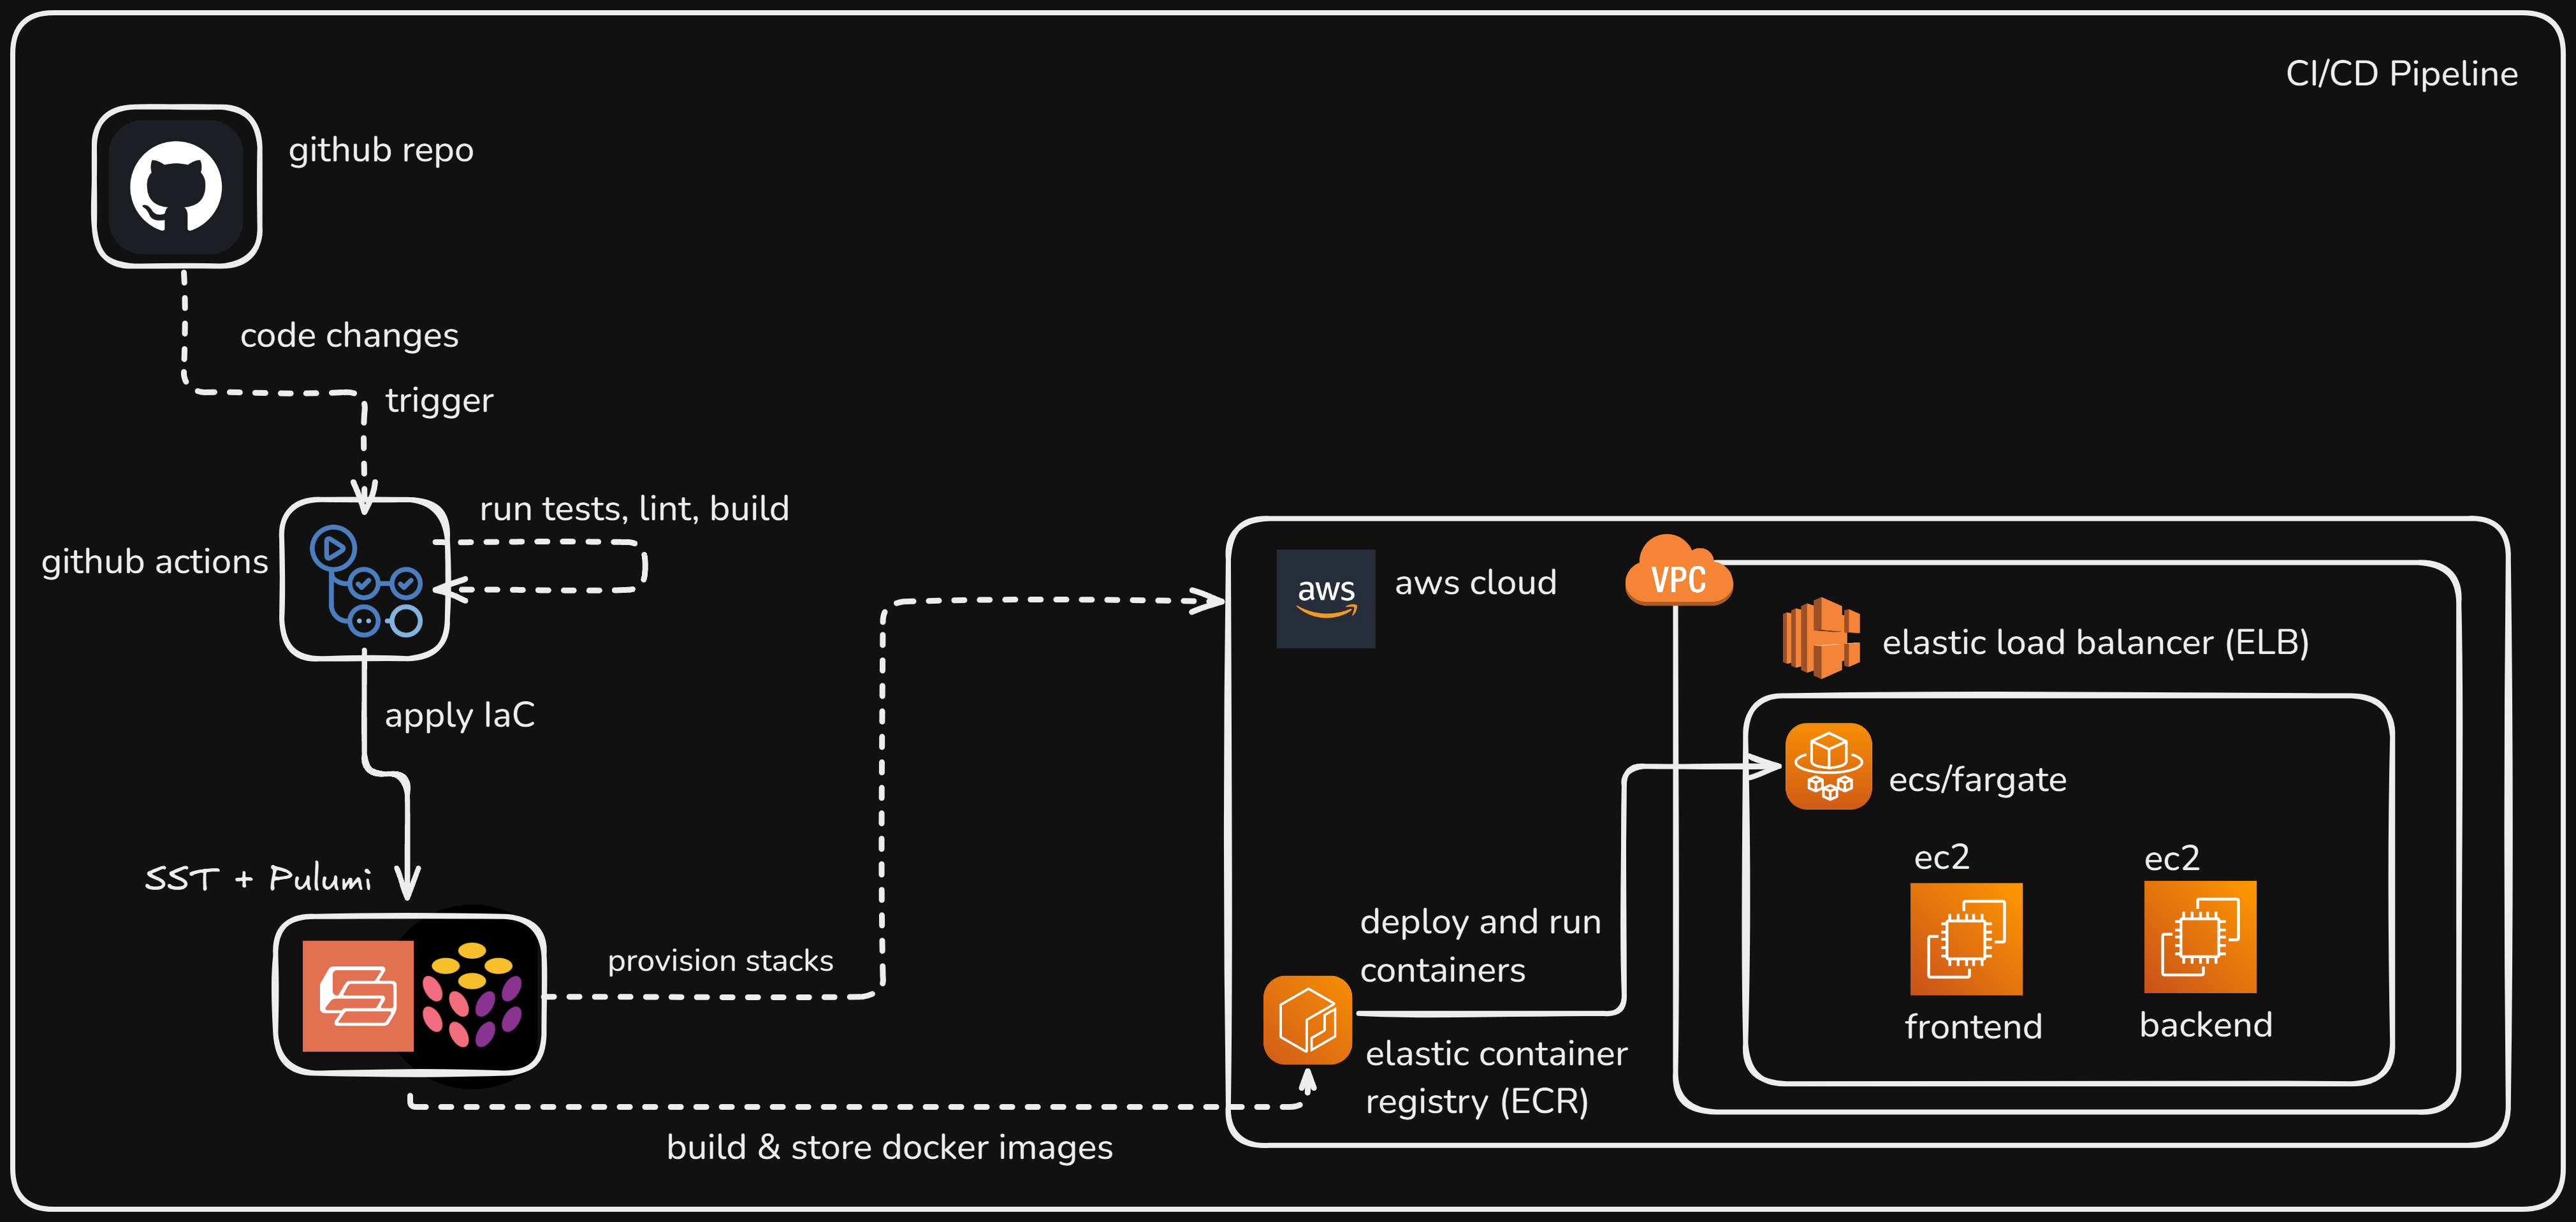 CI/CD Pipeline
github repo
code changes
trigger
run tests, lint, build
github actions
apply IaC
SST + Pulumi
provision stacks
build & store docker images
aws
aws cloud
VPC
elastic load balancer (ELB)
ecs/fargate
ec2
ec2
frontend
backend
deploy and run
containers
elastic container
registry (ECR)